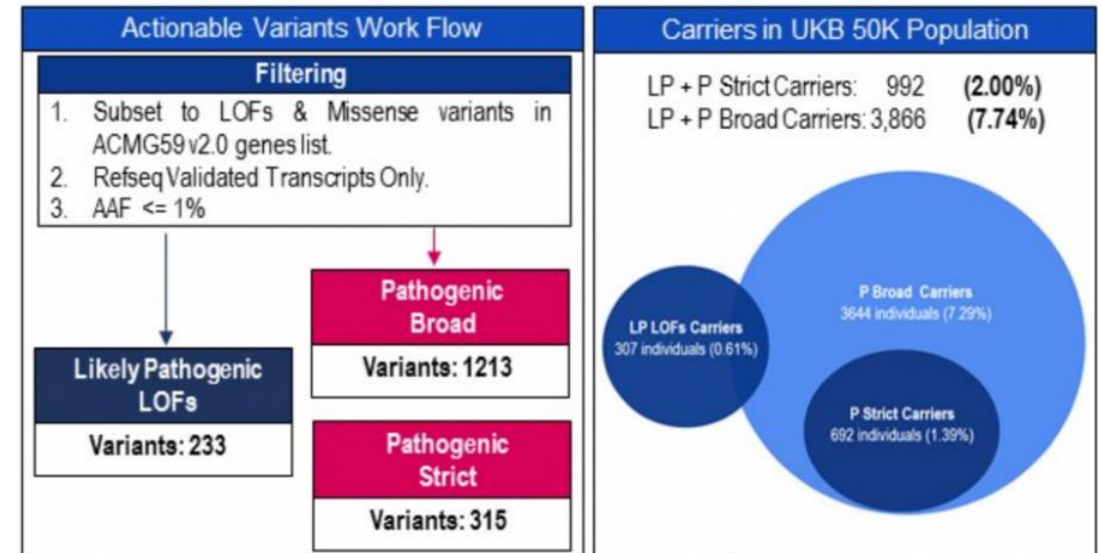 Actionable Variants Work Flow
Filtering
1. Subset to LOFs & Missense variants in
ACMG59 v2.0 genes list.
2. Refseq Validated Transcripts Only.
3. AAF <= 1%
Pathogenic
Broad
Variants: 1213
Likely Pathogenic
LOFs
Variants: 233
Pathogenic
Strict
Variants: 315
Carriers in UKB 50K Population
LP + P Strict Carriers: 992 (2.00%)
LP + P Broad Carriers: 3,866 (7.74%)
P Broad Carriers
3644 individuals (7.29%)
LP LOFs Carriers
307 individuals (0.61%)
P Strict Carriers
692 individuals (1.39%)